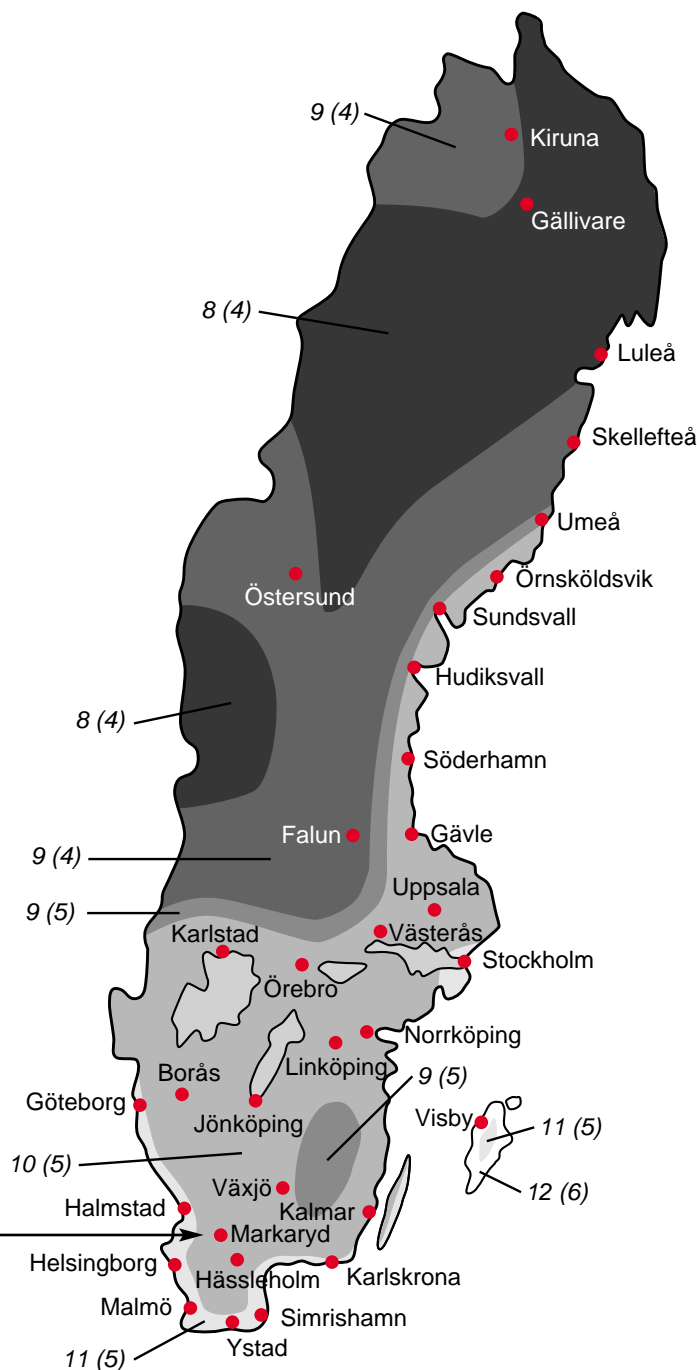 9 (4)
Kiruna
Gällivare
8 (4)
Luleå
Skellefteå
Umeå
Östersund
Örnsköldsvik
Sundsvall
Hudiksvall
8 (4)
Söderhamn
Falun
Gävle
9 (4)
Uppsala
9 (5)
Karlstad
Västerås
Stockholm
Örebro
Norrköping
Linköping
Borås
9 (5)
Göteborg
Jönköping
Visby
11 (5)
10 (5)
Växjö
12 (6)
Halmstad
Kalmar
Markaryd
Helsingborg
Hässleholm
Karlskrona
Malmö
Simrishamn
Ystad
11 (5)